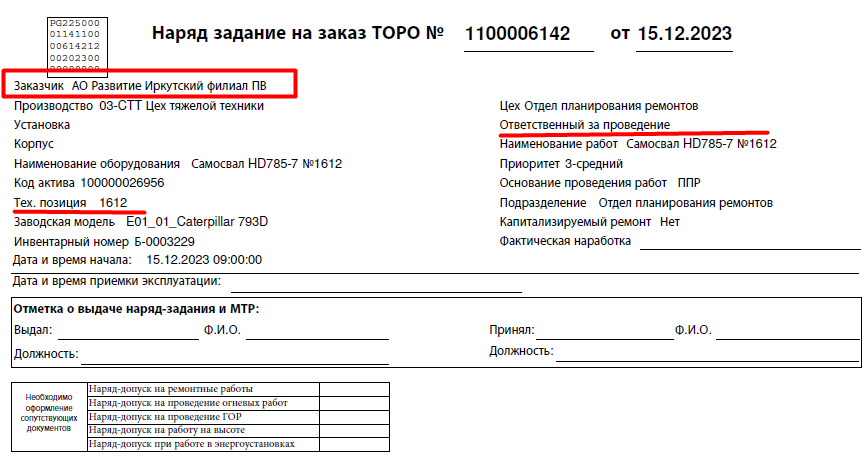 PG225000
01141100
00614212
00202300
Наряд задание на заказ ТОРО № 1100006142 от 15.12.2023
Заказчик АО Развитие Иркутский филиал ПВ
Производство 03-СТТ Цех тяжелой техники
Цех Отдел планирования ремонтов
Установка
Ответственный за проведение
Корпус
Наименование работ Самосвал HD785-7 №1612
Наименование оборудования Самосвал HD785-7 №1612
Приоритет 3-средний
Код актива 100000026956
Основание проведения работ ППР
Тех. позиция 1612
Подразделение Отдел планирования ремонтов
Заводская модель E01_01_Caterpillar 793D
Капитализируемый ремонт Нет
Инвентарный номер Б-0003229
Фактическая наработка
Дата и время начала: 15.12.2023 09:00:00
Дата и время приемки эксплуатации:
Отметка о выдаче наряд-задания и МТР:
Выдал: Ф.И.О. Принял: Ф.И.О.
Должность: Должность:
Необходимо
оформление
сопутствующих
документов
Наряд-допуск на ремонтные работы
Наряд-допуск на проведение огневых работ
Наряд-допуск на проведение ГОР
Наряд-допуск на работу на высоте
Наряд-допуск при работе в энергоустановках